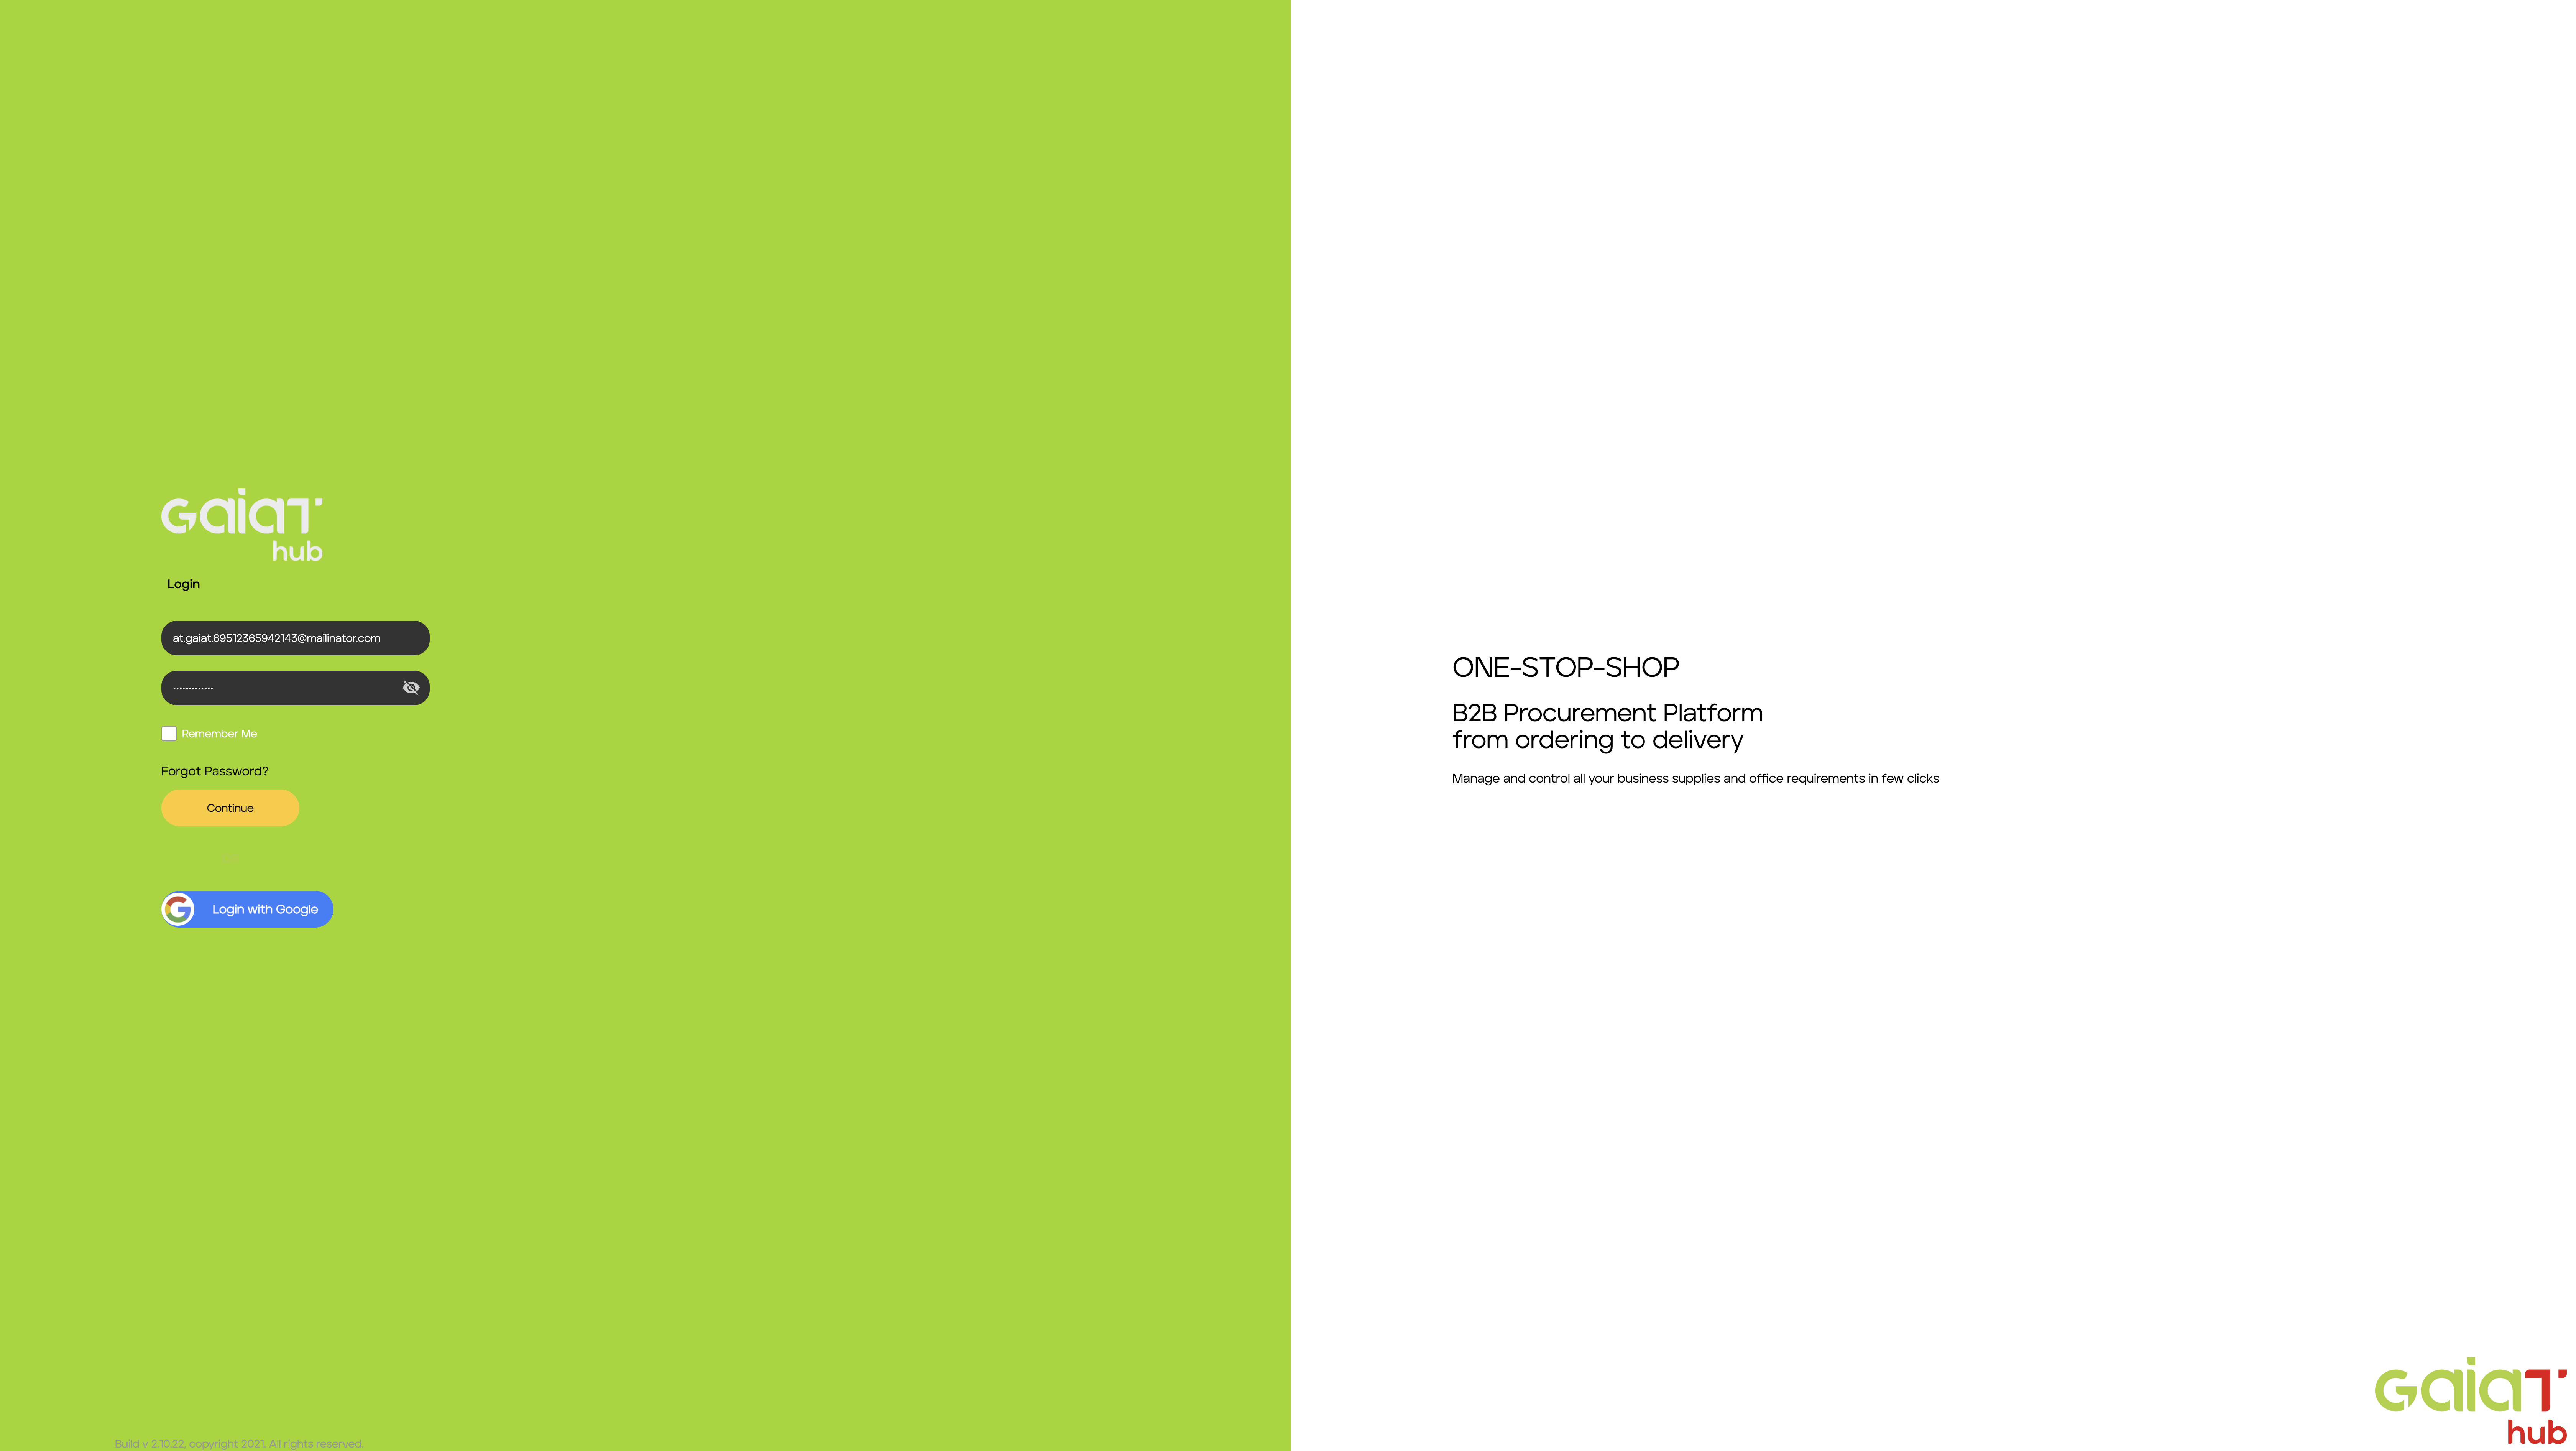 Gaiat
hub
Login
at.gaiat.69512365942143@mailinator.com
•••••••••••••
Remember Me
Forgot Password?
Continue
Login with Google
Build v 2.10.22, copyright 2021. All rights reserved.
ONE-STOP-SHOP
B2B Procurement Platform
from ordering to delivery
Manage and control all your business supplies and office requirements in few clicks
Gaiat
hub